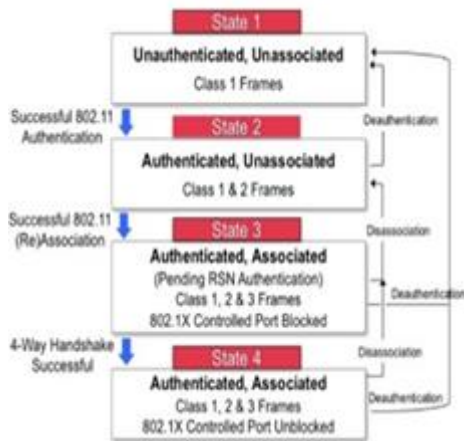 State 1
Unauthenticated, Unassociated
Class 1 Frames
Successful 802.11
Authentication
Deauthentication
State 2
Authenticated, Unassociated
Class 1 & 2 Frames
Successful 802.11
(Re)Association
Disassociation
State 3
Authenticated, Associated
(Pending RSN Authentication)
Class 1, 2 & 3 Frames
802.1X Controlled Port Blocked
Deauthentication
4-Way Handshake
Successful
Disassociation
State 4
Authenticated, Associated
Class 1, 2 & 3 Frames
802.1X Controlled Port Unblocked
Deauthentication